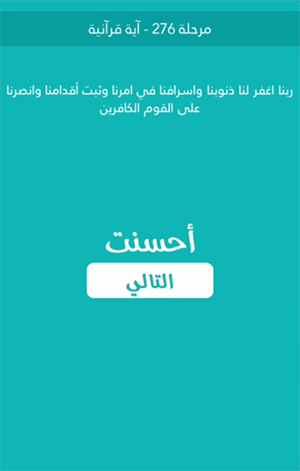 مرحلة 276 - آية قرآنية
ربنا اغفر لنا ذنوبنا واسرافنا في امرنا وثبت أقدامنا وانصرنا
على القوم الكافرين
أحسنت
التالي